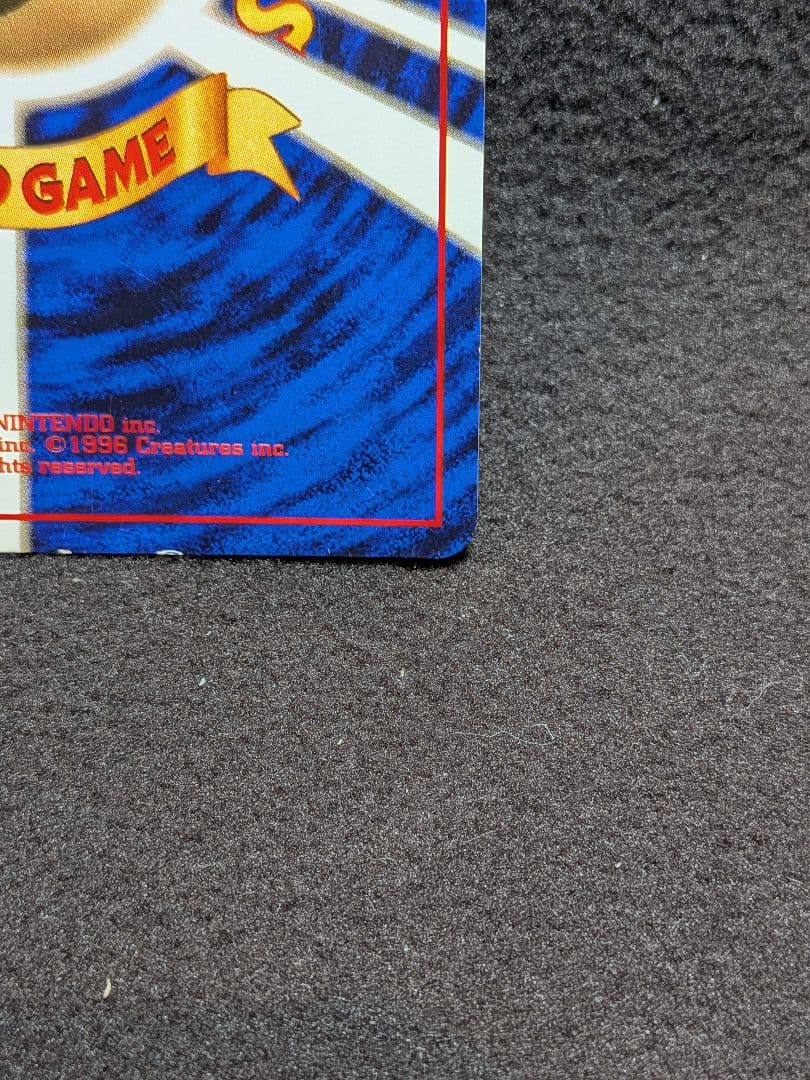 S
GAME
NINTENDO inc.
inc. ©1996 Creatures inc.
hts reserved.